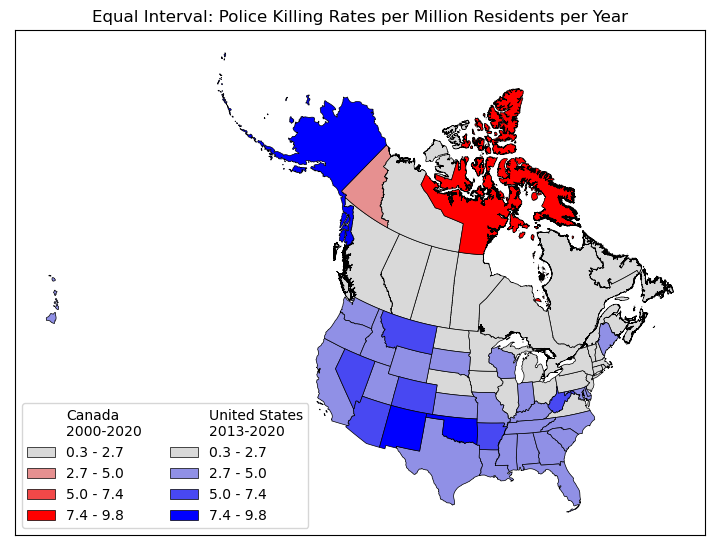 Equal Interval: Police Killing Rates per Million Residents per Year
Canada
2000-2020
0.3 - 2.7
2.7 - 5.0
5.0 - 7.4
7.4 - 9.8
United States
2013-2020
0.3 - 2.7
2.7 - 5.0
5.0 - 7.4
7.4 - 9.8